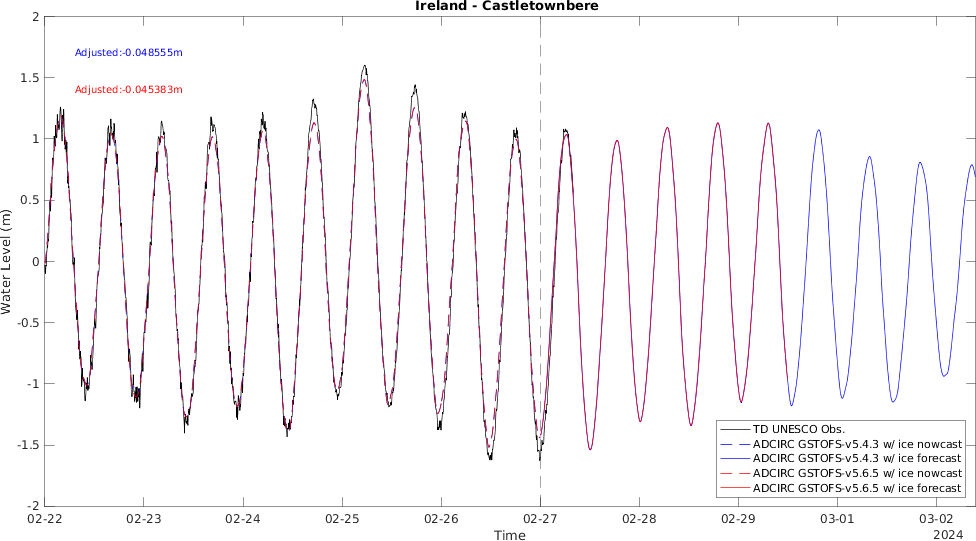 Ireland - Castletownbere
Adjusted:-0.048555m
Adjusted:-0.045383m
2
1.5
1
0.5
0
-0.5
-1
-1.5
-2
Water Level (m)
TD UNESCO Obs.
ADCIRC GSTOFS-v5.4.3 w/ ice nowcast
ADCIRC GSTOFS-v5.4.3 w/ ice forecast
ADCIRC GSTOFS-v5.6.5 w/ ice nowcast
ADCIRC GSTOFS-v5.6.5 w/ ice forecast
02-22 02-23 02-24 02-25 02-26 02-27 02-28 02-29 03-01 03-02
Time 2024